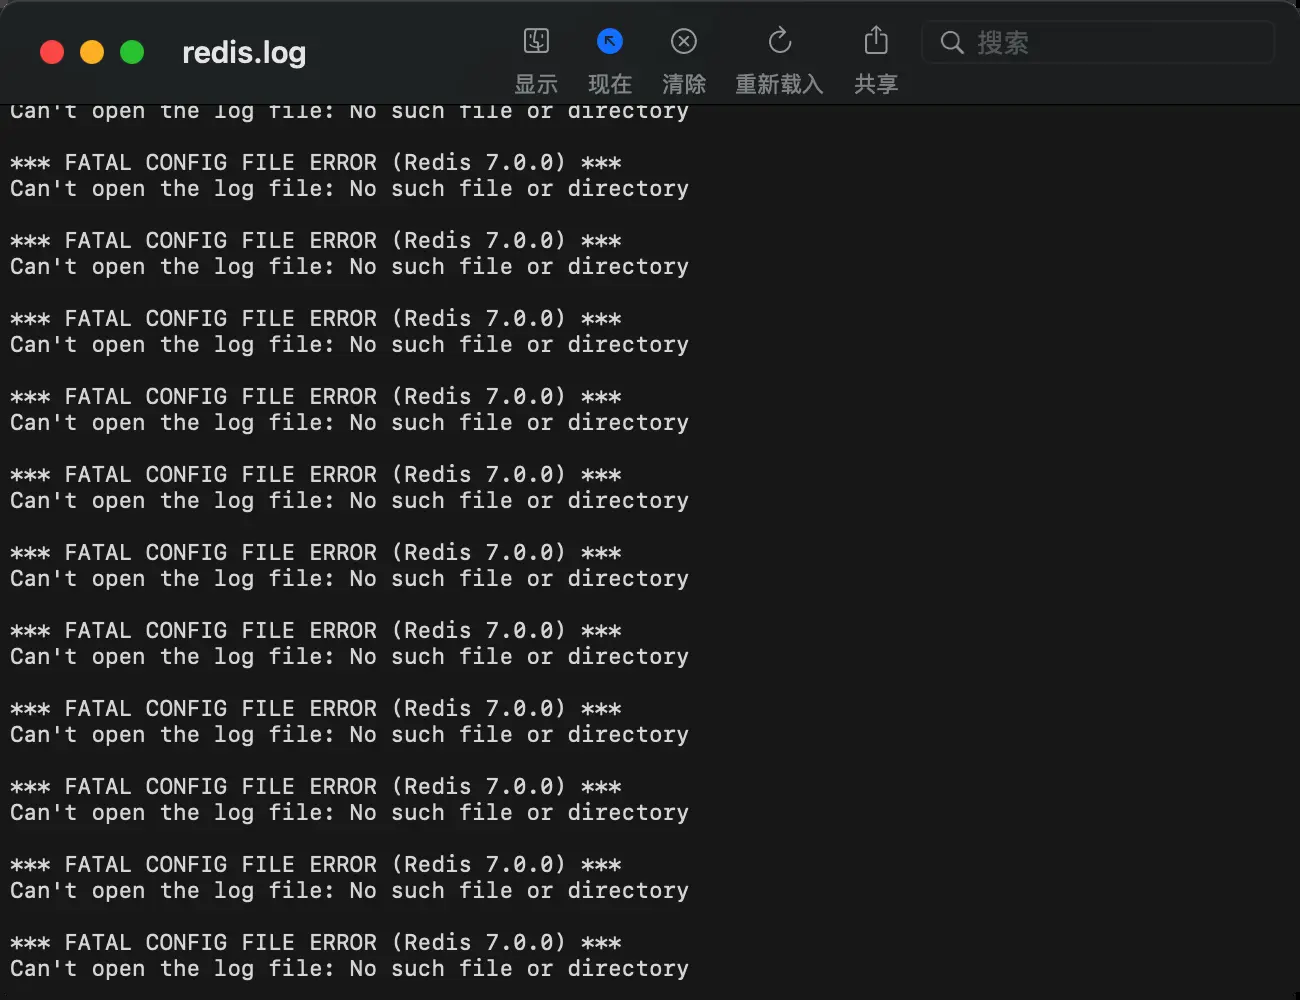 redis.log
显示
现在
清除
重新载入
共享
搜索
Can't open the log file: No such file or directory
*** FATAL CONFIG FILE ERROR (Redis 7.0.0) ***
Can't open the log file: No such file or directory
*** FATAL CONFIG FILE ERROR (Redis 7.0.0) ***
Can't open the log file: No such file or directory
*** FATAL CONFIG FILE ERROR (Redis 7.0.0) ***
Can't open the log file: No such file or directory
*** FATAL CONFIG FILE ERROR (Redis 7.0.0) ***
Can't open the log file: No such file or directory
*** FATAL CONFIG FILE ERROR (Redis 7.0.0) ***
Can't open the log file: No such file or directory
*** FATAL CONFIG FILE ERROR (Redis 7.0.0) ***
Can't open the log file: No such file or directory
*** FATAL CONFIG FILE ERROR (Redis 7.0.0) ***
Can't open the log file: No such file or directory
*** FATAL CONFIG FILE ERROR (Redis 7.0.0) ***
Can't open the log file: No such file or directory
*** FATAL CONFIG FILE ERROR (Redis 7.0.0) ***
Can't open the log file: No such file or directory
*** FATAL CONFIG FILE ERROR (Redis 7.0.0) ***
Can't open the log file: No such file or directory
*** FATAL CONFIG FILE ERROR (Redis 7.0.0) ***
Can't open the log file: No such file or directory